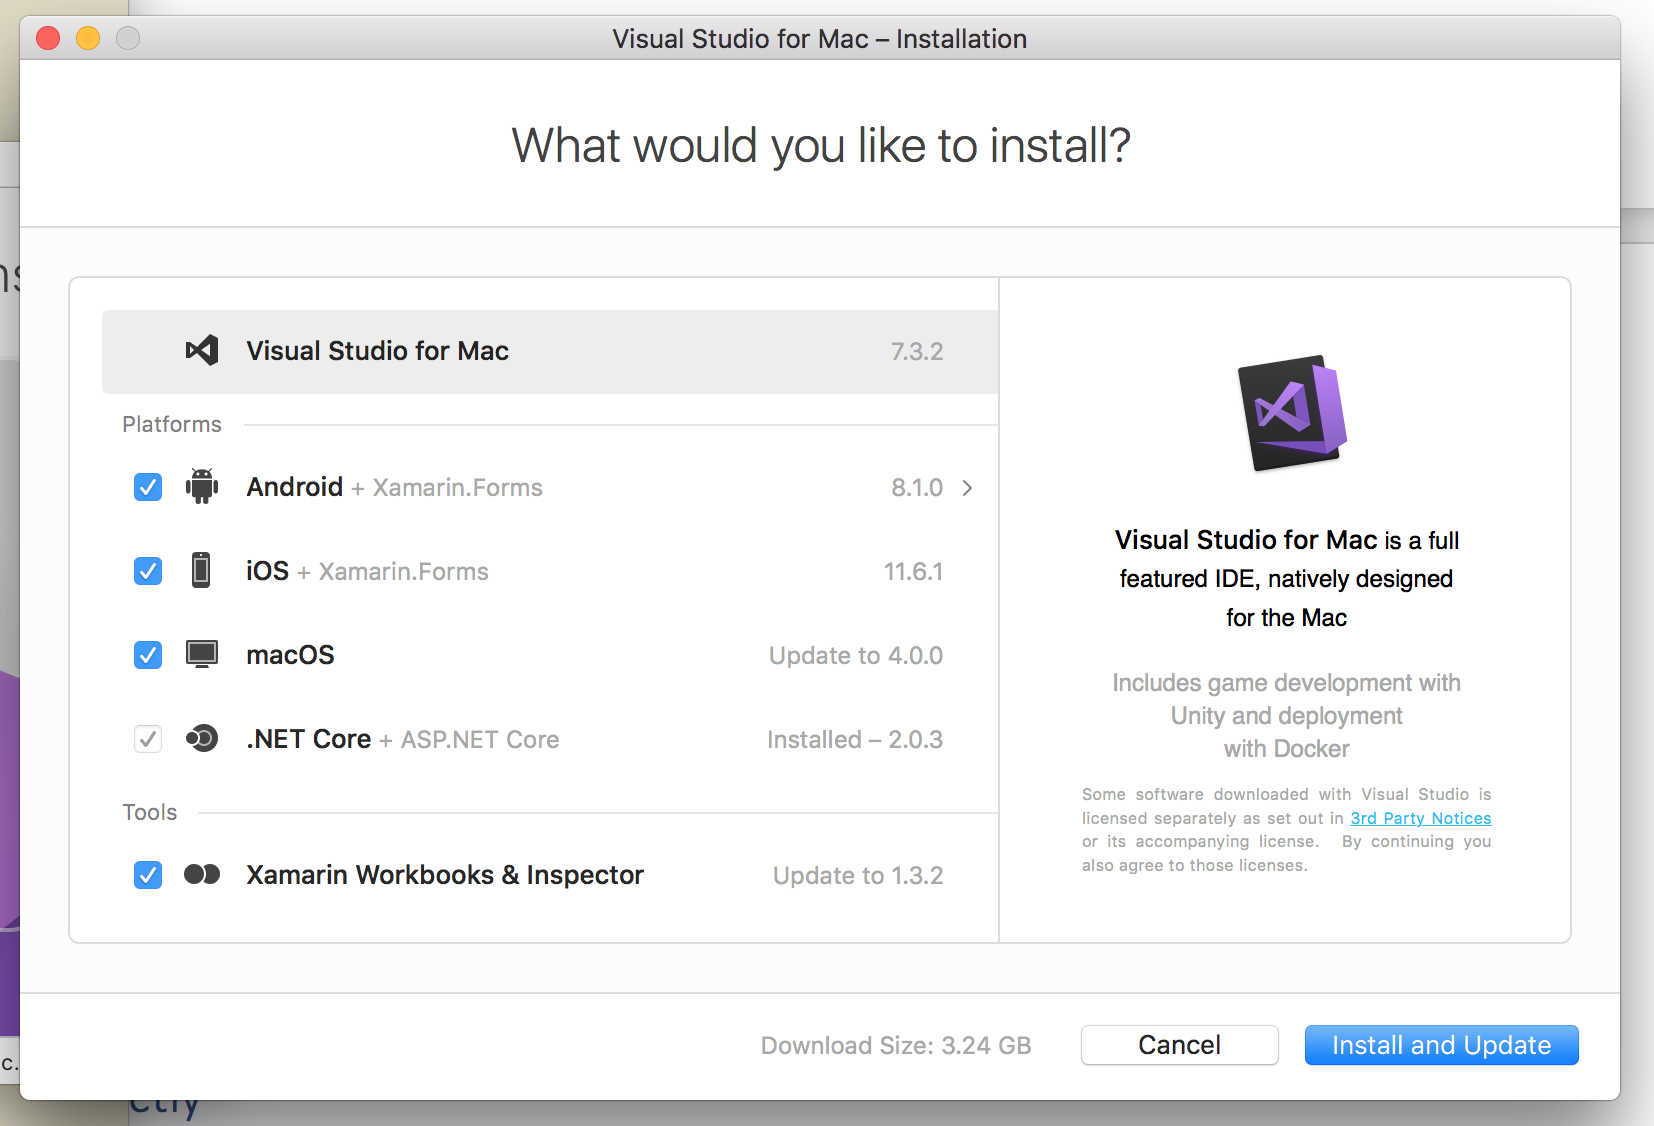 Visual Studio for Mac – Installation
What would you like to install?
ns
Visual Studio for Mac 7.3.2
Platforms
Android + Xamarin.Forms 8.1.0
iOS + Xamarin.Forms 11.6.1
macOS Update to 4.0.0
.NET Core + ASP.NET Core Installed – 2.0.3
Tools
Xamarin Workbooks & Inspector Update to 1.3.2
Visual Studio for Mac is a full
featured IDE, natively designed
for the Mac
Includes game development with
Unity and deployment
with Docker
Some software downloaded with Visual Studio is
licensed separately as set out in 3rd Party Notices
or its accompanying license. By continuing you
also agree to those licenses.
Download Size: 3.24 GB
Cancel
Install and Update
c.